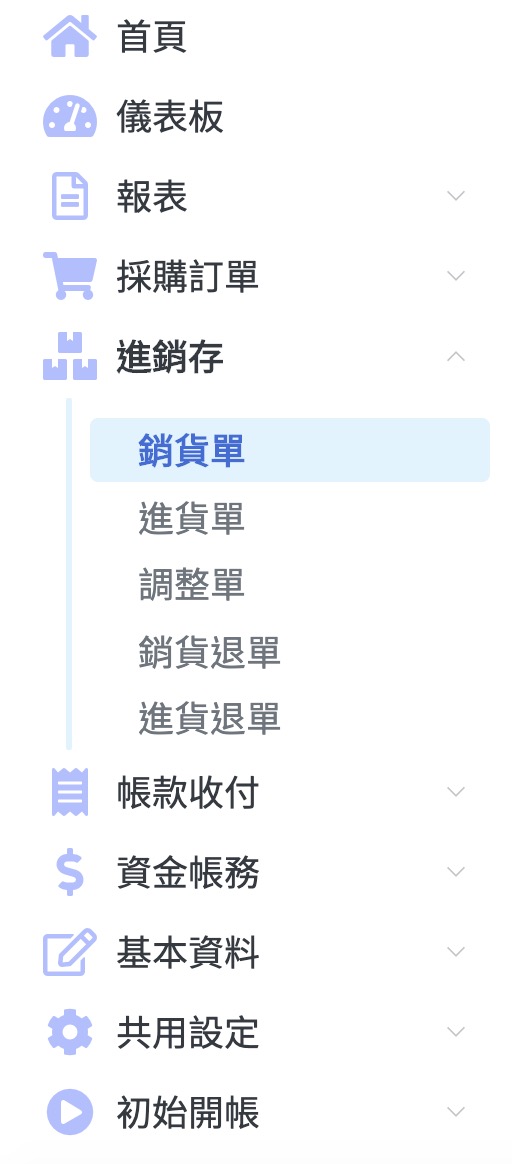 首頁
儀表板
報表
採購訂單
進銷存
銷貨單
進貨單
調整單
銷貨退單
進貨退單
帳款收付
資金帳務
基本資料
共用設定
初始開帳